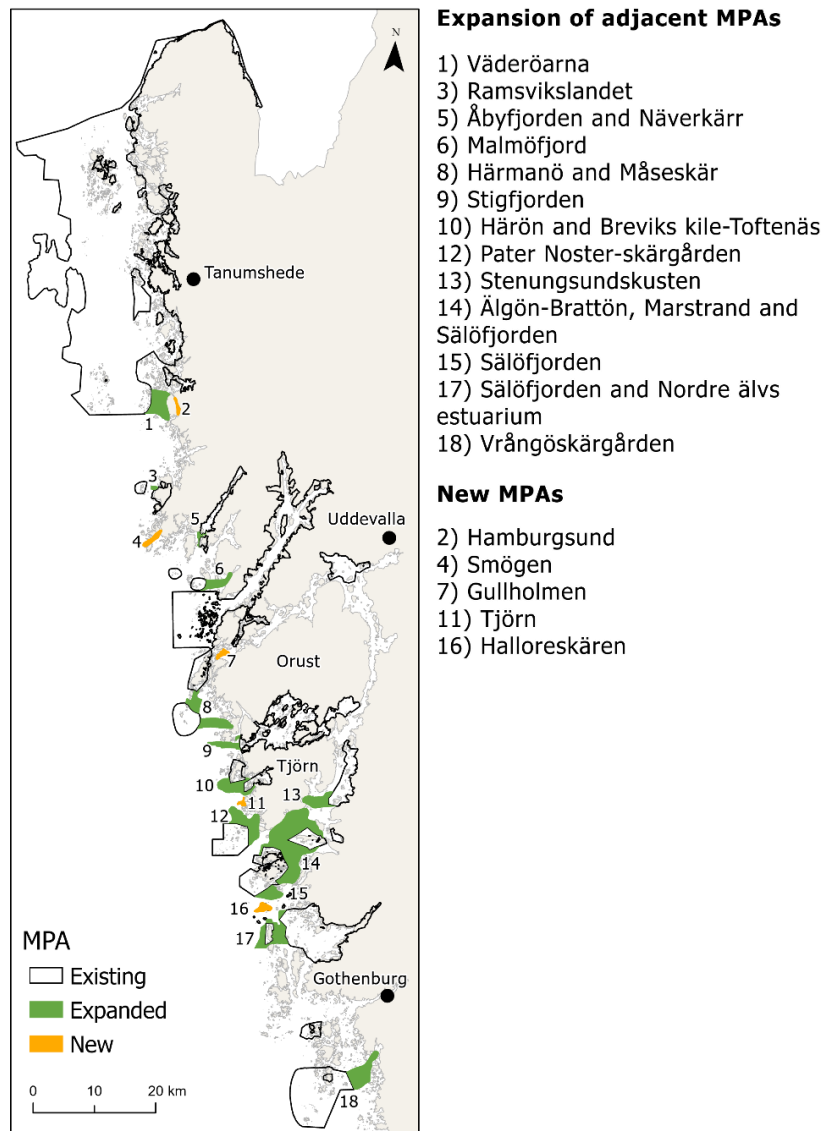 N
Tanumshede
1
2
3
4
5
Uddevalla
6
7
Orust
8
9
Tjörn
10
11
12
13
14
15
16
17
Gothenburg
18
MPA
Existing
Expanded
New
0 10 20 km
Expansion of adjacent MPAs
1) Väderöarna
3) Ramsvikslandet
5) Åbyfjorden and Näverkärr
6) Malmöfjord
8) Härmanö and Måseskär
9) Stigfjorden
10) Härön and Breviks kile-Toftenäs
12) Pater Noster-skärgården
13) Stenungsundskusten
14) Älgön-Brattön, Marstrand and
Sälöfjorden
15) Sälöfjorden
17) Sälöfjorden and Nordre älvs
estuarium
18) Vrångöskärgården
New MPAs
2) Hamburgsund
4) Smögen
7) Gullholmen
11) Tjörn
16) Halloreskären